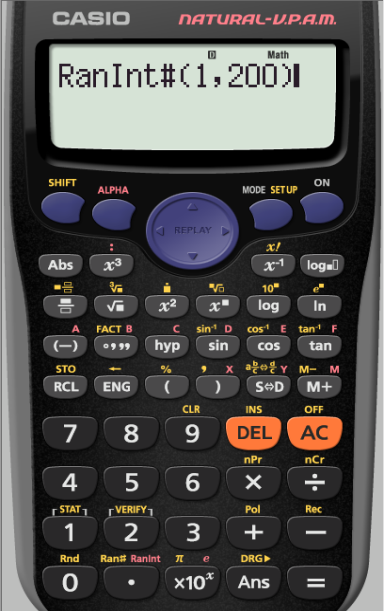 CASIO NATURAL-V.P.A.M.
D Math
RanInt#(1,200)
SHIFT ALPHA MODE SETUP ON
REPLAY
: x!
Abs x³ x⁻¹ log■□
■⊟ ³√ ■̇ ■√□ 10■ e■
⊟ √■ x² x■ log ln
A FACT B C sin⁻¹ D cos⁻¹ E tan⁻¹ F
(−) °,,, hyp sin cos tan
STO ← % , X a b/c⇔d/c Y M− M
RCL ENG ( ) S⇔D M+
CLR INS OFF
7 8 9 DEL AC
nPr nCr
4 5 6 × ÷
STAT VERIFY Pol Rec
1 2 3 + −
Rnd Ran# RanInt π e DRG▶
0 • ×10ˣ Ans =